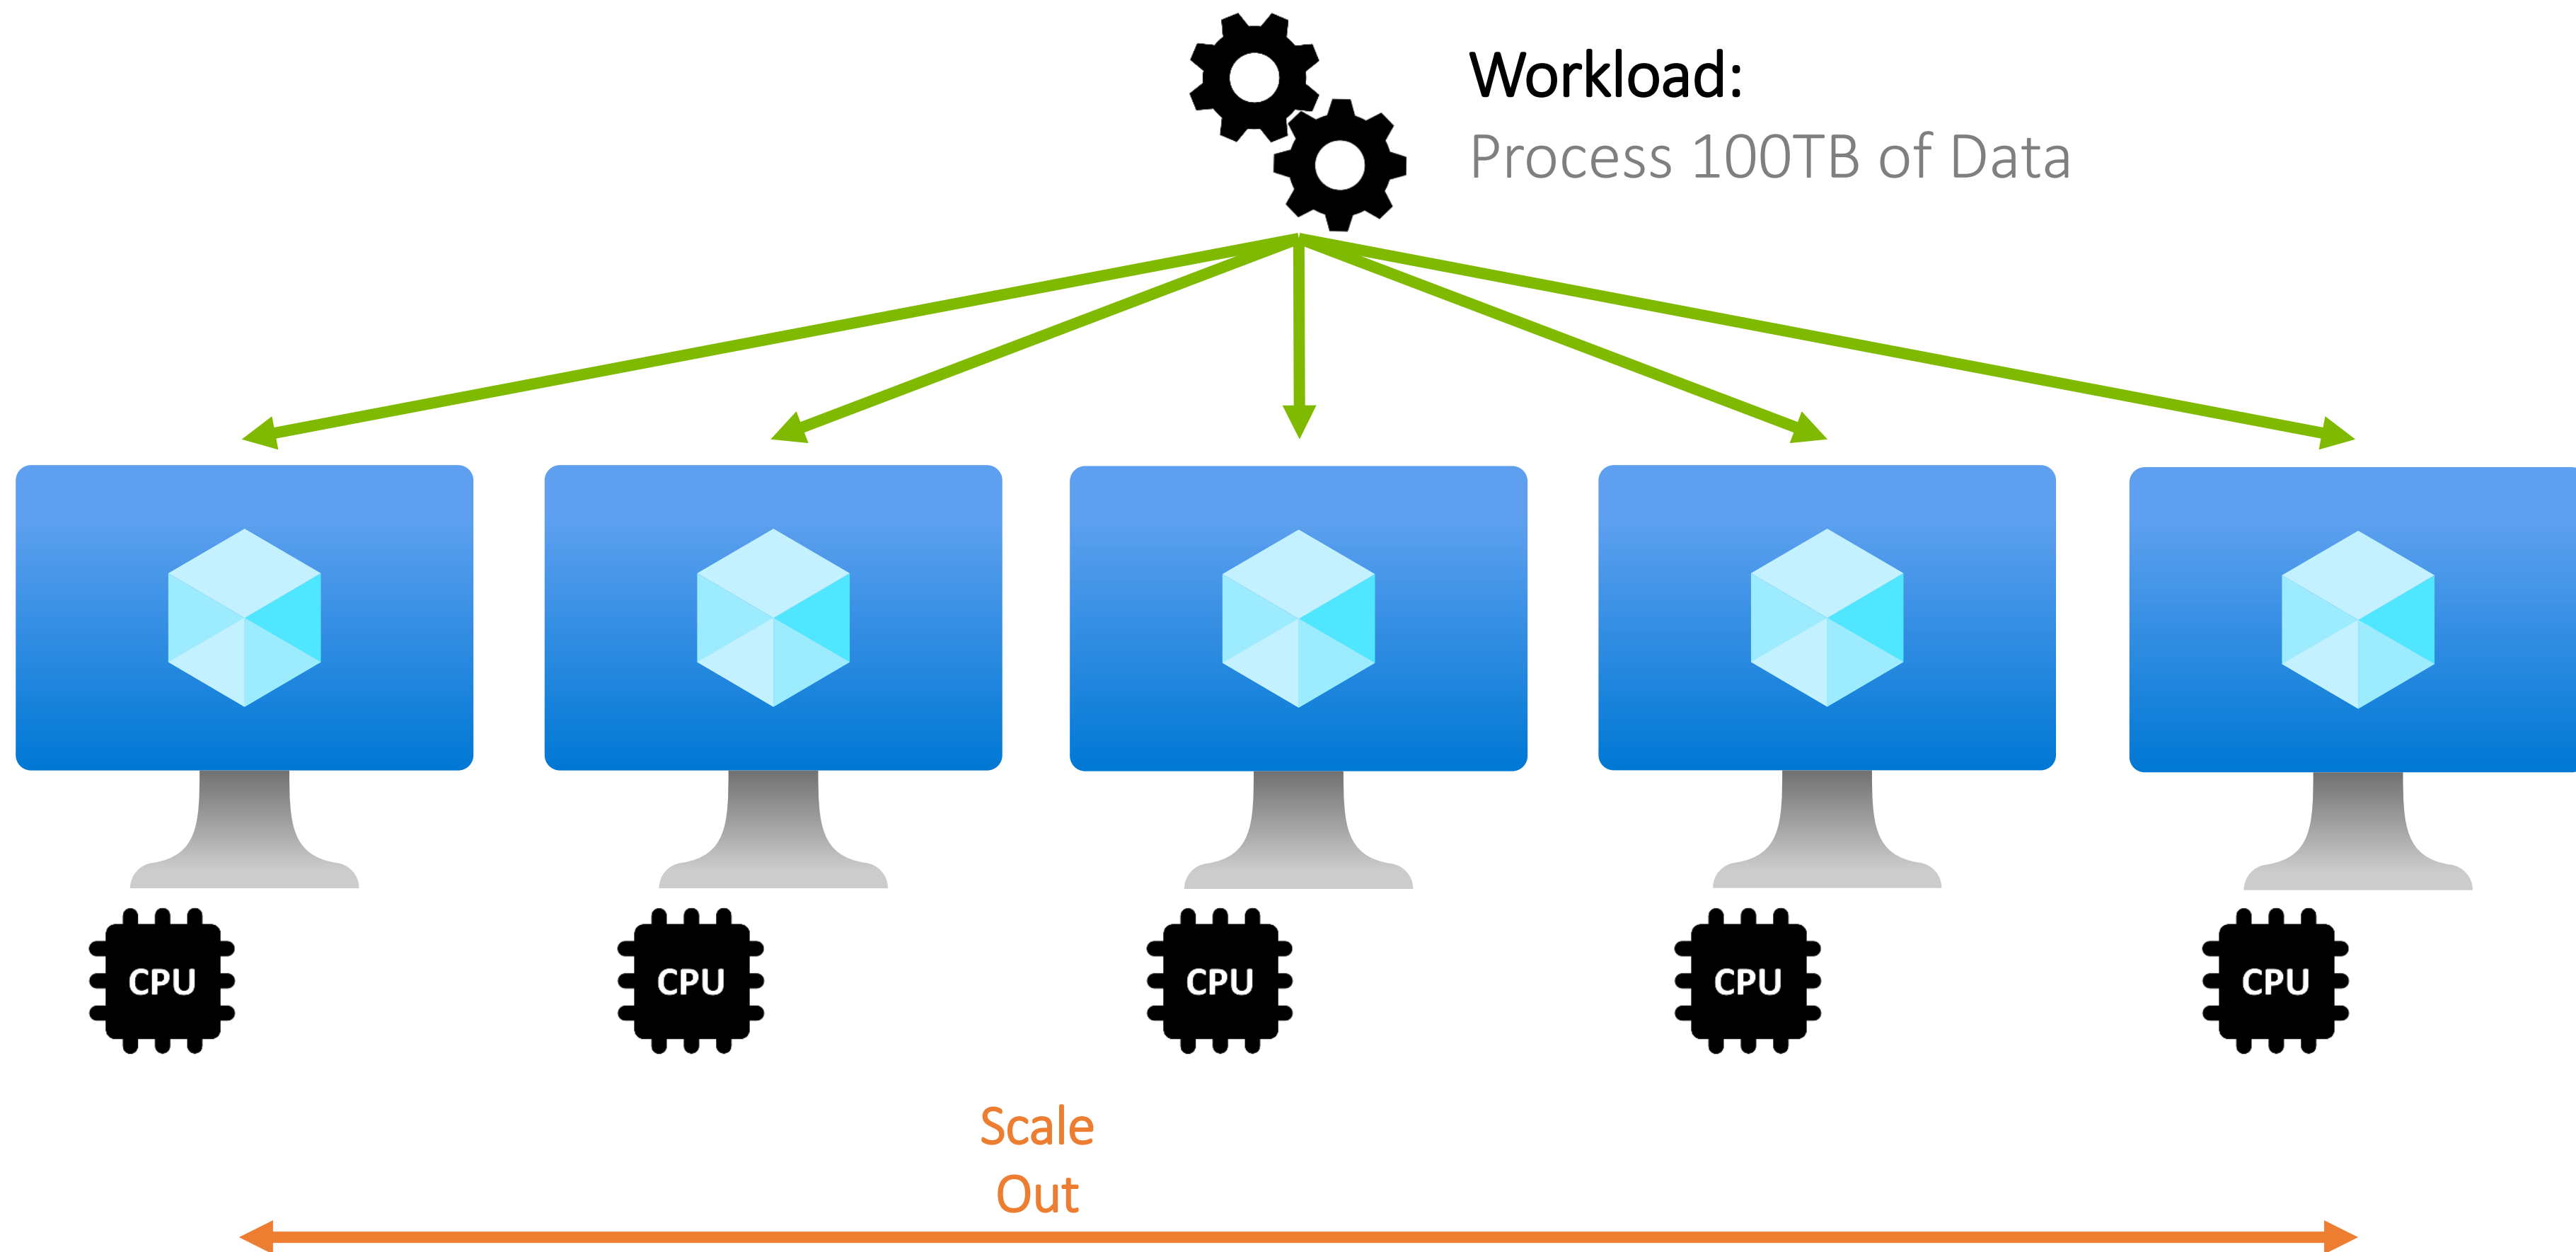 Workload:
Process 100TB of Data
CPU
CPU
CPU
CPU
CPU
Scale
Out